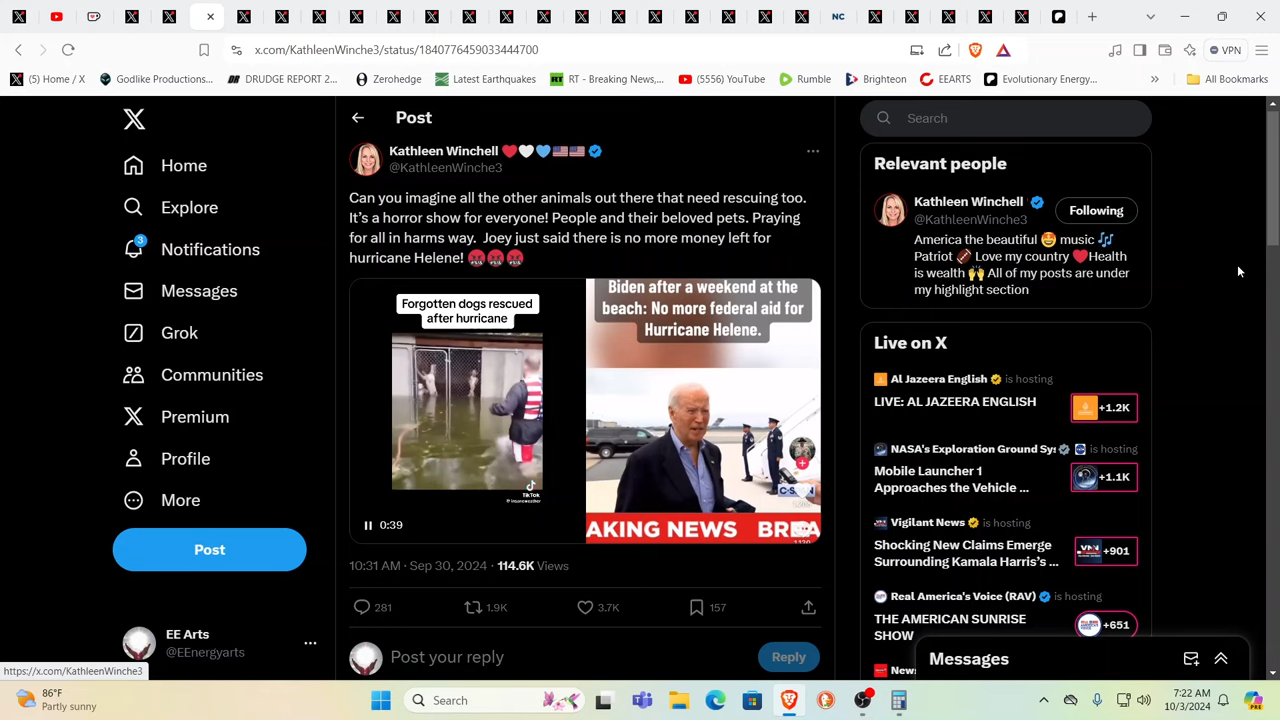 NC
x.com/KathleenWinche3/status/1840776459033444700
VPN
(5) Home / X
Godlike Productions...
DRUDGE REPORT 2...
Zerohedge
Latest Earthquakes
RT - Breaking News,...
(5556) YouTube
Rumble
Brighteon
EEARTS
Evolutionary Energy...
All Bookmarks
Home
Explore
3
Notifications
Messages
Grok
Communities
Premium
Profile
More
Post
EE Arts
@EEnergyarts
https://x.com/KathleenWinche3
Post
Kathleen Winchell
@KathleenWinche3
Can you imagine all the other animals out there that need rescuing too.
It's a horror show for everyone! People and their beloved pets. Praying
for all in harms way. Joey just said there is no more money left for
hurricane Helene!
Forgotten dogs rescued
after hurricane
TikTok
0:39
Biden after a weekend at the
beach: No more federal aid for
Hurricane Helene.
C-SPAN
AKING NEWS BREA
10:31 AM · Sep 30, 2024 · 114.6K Views
281
1.9K
3.7K
157
Post your reply
Reply
Search
Relevant people
Kathleen Winchell
@KathleenWinche3
Following
America the beautiful music
Patriot Love my country Health
is wealth All of my posts are under
my highlight section
Live on X
Al Jazeera English is hosting
LIVE: AL JAZEERA ENGLISH
+1.2K
NASA's Exploration Ground Sys is hosting
Mobile Launcher 1
Approaches the Vehicle ...
+1.1K
Vigilant News is hosting
Shocking New Claims Emerge
Surrounding Kamala Harris's ...
+901
Real America's Voice (RAV) is hosting
THE AMERICAN SUNRISE
SHOW
+651
Messages
86°F
Partly sunny
Search
7:22 AM
10/3/2024